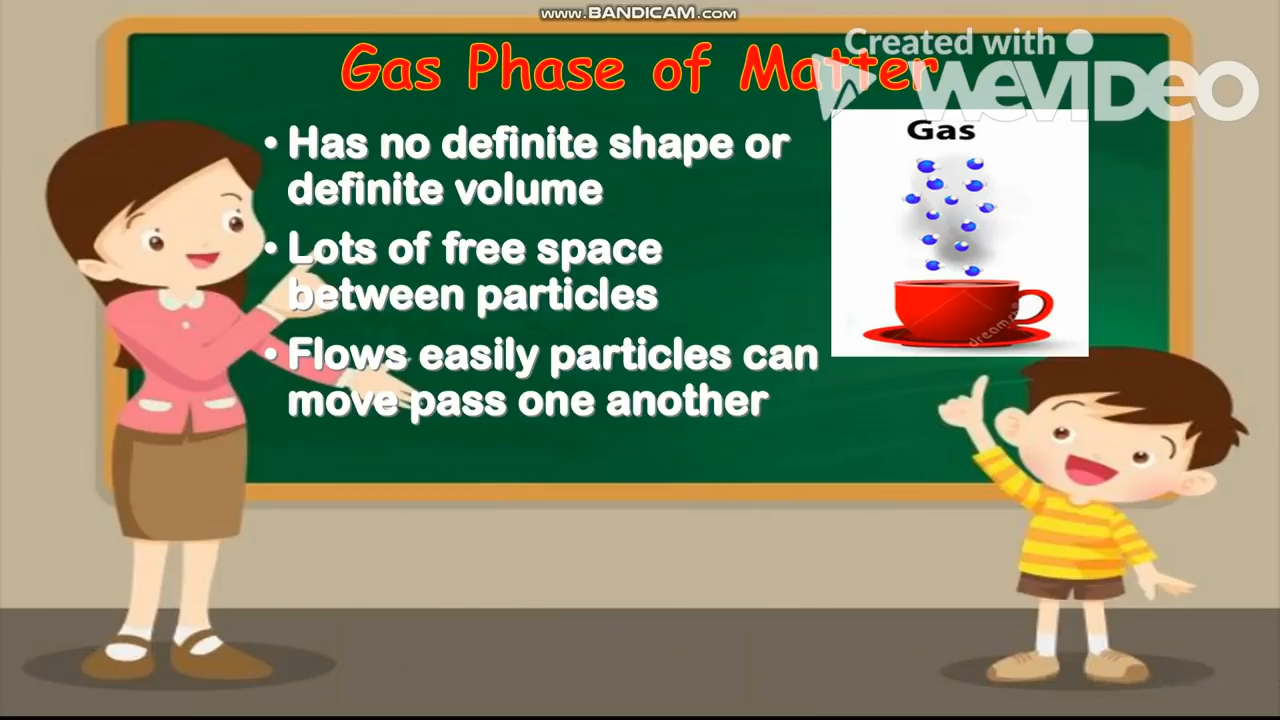 www.BANDICAM.com
Created with
WEVIDEO
Gas Phase of Matter
• Has no definite shape or
definite volume
• Lots of free space
between particles
• Flows easily particles can
move pass one another
Gas